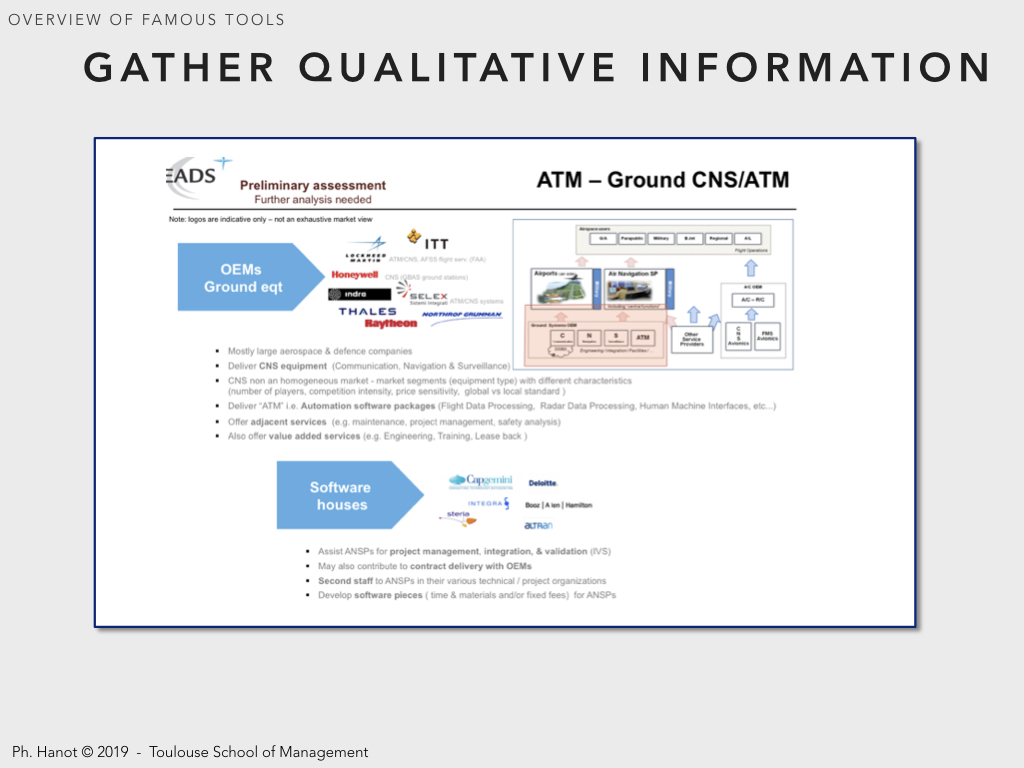 OVERVIEW OF FAMOUS TOOLS
GATHER QUALITATIVE INFORMATION
EADS
Preliminary assessment
Further analysis needed
ATM – Ground CNS/ATM
Note: logos are indicative only – not an exhaustive market view
OEMs
Ground eqt
LOCKHEED MARTIN
ITT
ATM/CNS, AFSS flight serv. (FAA)
Honeywell
CNS (GBAS ground stations)
indra
SELEX
Sistemi Integrati
ATM/CNS systems
THALES
NORTHROP GRUMMAN
Raytheon
Airspace users
G/A
Parapublic
Military
B.Jet
Regional
A/L
Flight Operations
Airports
Air Navigation SP
Military
Military
A/C OEM
A/C – R/C
Ground Systems OEM
C
N
S
ATM
Engineering/Integration/Facilities/ ...
Other
Service
Providers
C
N
S
Avionics
FMS
Avionics
▪ Mostly large aerospace & defence companies
▪ Deliver CNS equipment (Communication, Navigation & Surveillance)
▪ CNS non an homogeneous market - market segments (equipment type) with different characteristics
(number of players, competition intensity, price sensitivity, global vs local standard )
▪ Deliver “ATM” i.e. Automation software packages (Flight Data Processing, Radar Data Processing, Human Machine Interfaces, etc...)
▪ Offer adjacent services (e.g. maintenance, project management, safety analysis)
▪ Also offer value added services (e.g. Engineering, Training, Lease back )
Software
houses
Capgemini
Deloitte.
INTEGRA
Booz | Allen | Hamilton
steria
ALTRAN
▪ Assist ANSPs for project management, integration, & validation (IVS)
▪ May also contribute to contract delivery with OEMs
▪ Second staff to ANSPs in their various technical / project organizations
▪ Develop software pieces ( time & materials and/or fixed fees) for ANSPs
Ph. Hanot © 2019 - Toulouse School of Management